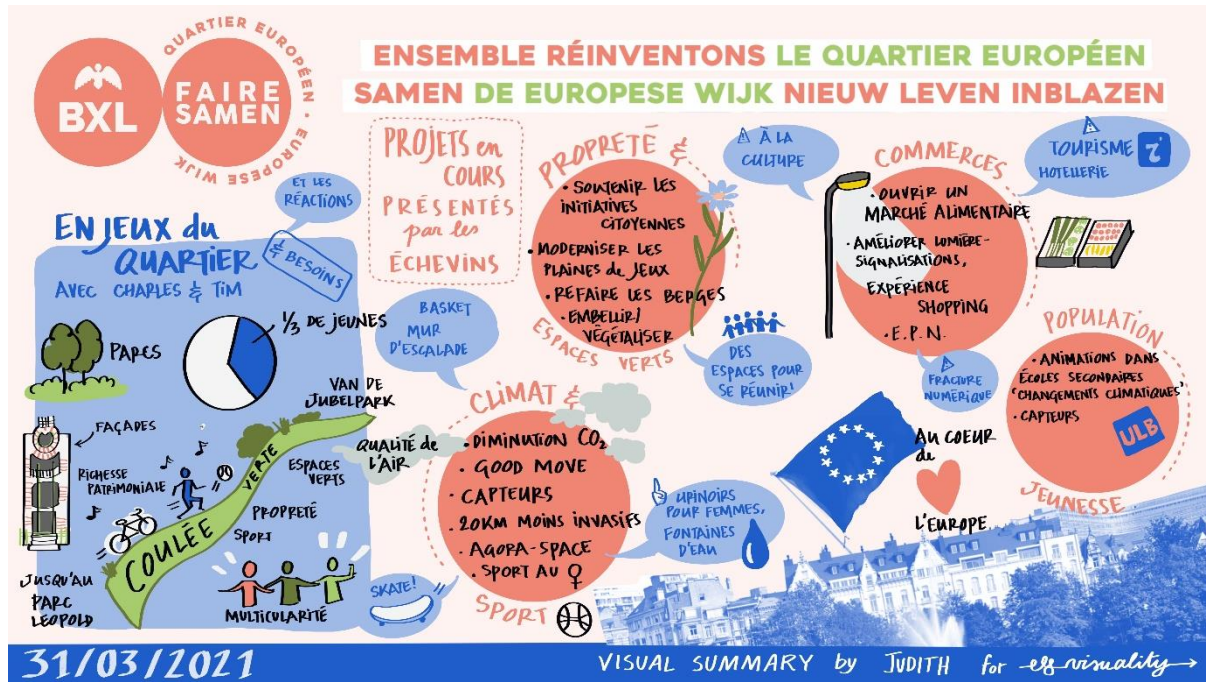 BXL
FAIRE
SAMEN
QUARTIER EUROPÉEN • EUROPESE WIJK
ENSEMBLE RÉINVENTONS LE QUARTIER EUROPÉEN
SAMEN DE EUROPESE WIJK NIEUW LEVEN INBLAZEN
ENJEUX du
QUARTIER
& BESOINS
ET LES
RÉACTIONS
AVEC CHARLES & TIM
PARCS
1/3 DE JEUNES
VAN DE
JUBELPARK
FAÇADES
RICHESSE
PATRIMONIALE
COULÉE VERTE
ESPACES
VERTS
PROPRETÉ
SPORT
JUSQU'AU
PARC
LÉOPOLD
MULTICULARITÉ
PROJETS en
COURS
PRÉSENTÉS
par les
ÉCHEVINS
PROPRETÉ &
• SOUTENIR LES
INITIATIVES
CITOYENNES
• MODERNISER LES
PLAINES de JEUX
• REFAIRE LES BERGES
• EMBELLIR/
VÉGÉTALISER
ESPACES VERTS
DES
ESPACES POUR
SE RÉUNIR!
BASKET
MUR
D'ESCALADE
CLIMAT &
QUALITÉ de
L'AIR
• DIMINUTION CO2
• GOOD MOVE
• CAPTEURS
• 20KM MOINS INVASIFS
• AGORA-SPACE
• SPORT AU ♀
SPORT
SKATE!
UPINOIRS
POUR FEMMES,
FONTAINES
D'EAU
À LA
CULTURE
COMMERCES
• OUVRIR UN
MARCHÉ ALIMENTAIRE
• AMÉLIORER LUMIÈRE-
SIGNALISATIONS,
EXPÉRIENCE
SHOPPING
• E.P.N.
TOURISME i
HOTELLERIE
FRACTURE
NUMÉRIQUE
POPULATION
• ANIMATIONS DANS
ÉCOLES SECONDAIRES
'CHANGEMENTS CLIMATIQUES'
• CAPTEURS
ULB
JEUNESSE
AU COEUR
de
L'EUROPE
31/03/2021
VISUAL SUMMARY by JUDITH for visuality